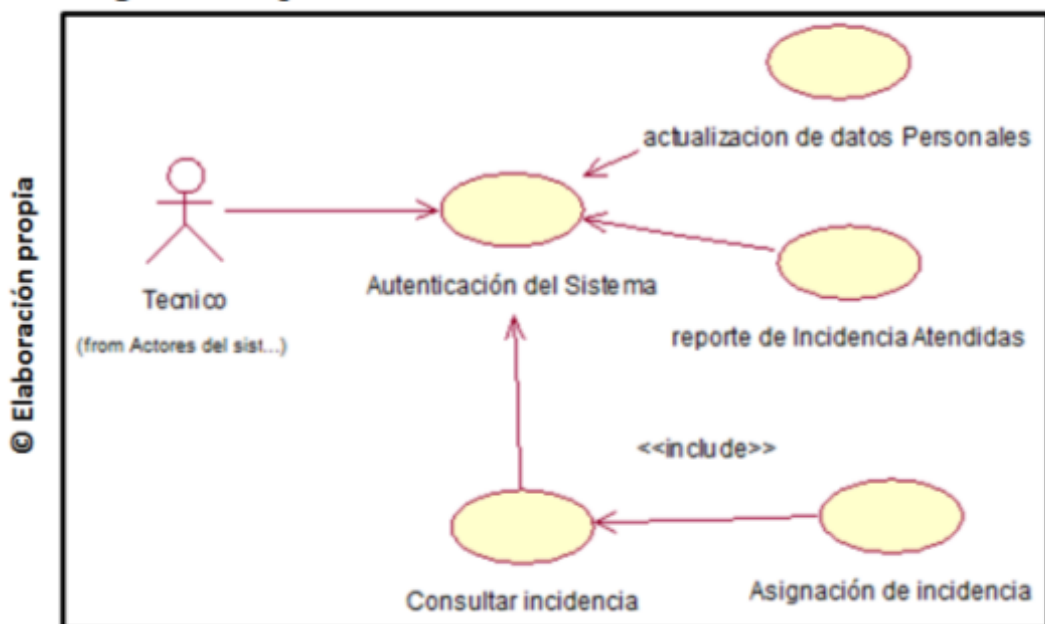 actualizacion de datos Personales
Tecnico
(from Actores del sist...)
Autenticación del Sistema
reporte de Incidencia Atendidas
<<include>>
Consultar incidencia
Asignación de incidencia
© Elaboración propia